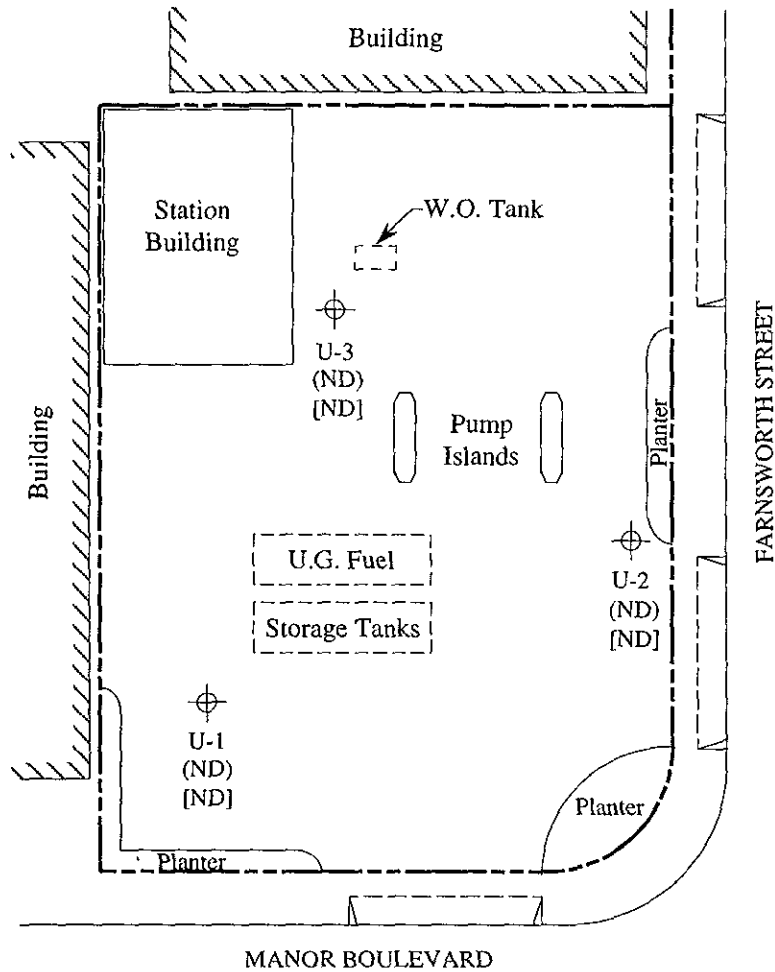 Building
Station
Building
W.O. Tank
U-3
(ND)
[ND]
Building
Pump
Islands
Planter
FARNSWORTH STREET
U.G. Fuel
Storage Tanks
U-2
(ND)
[ND]
U-1
(ND)
[ND]
Planter
Planter
MANOR BOULEVARD